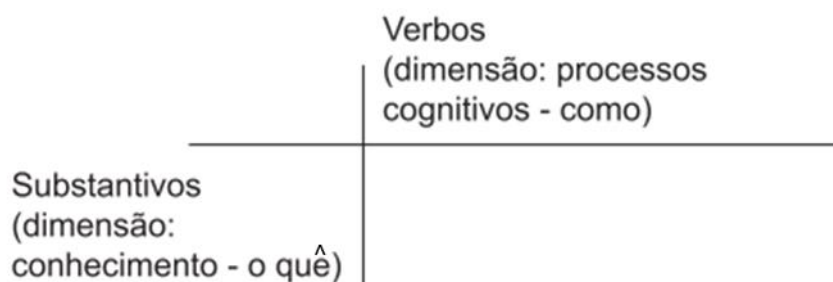 Verbos
(dimensão: processos
cognitivos - como)
Substantivos
(dimensão:
conhecimento - o quê)